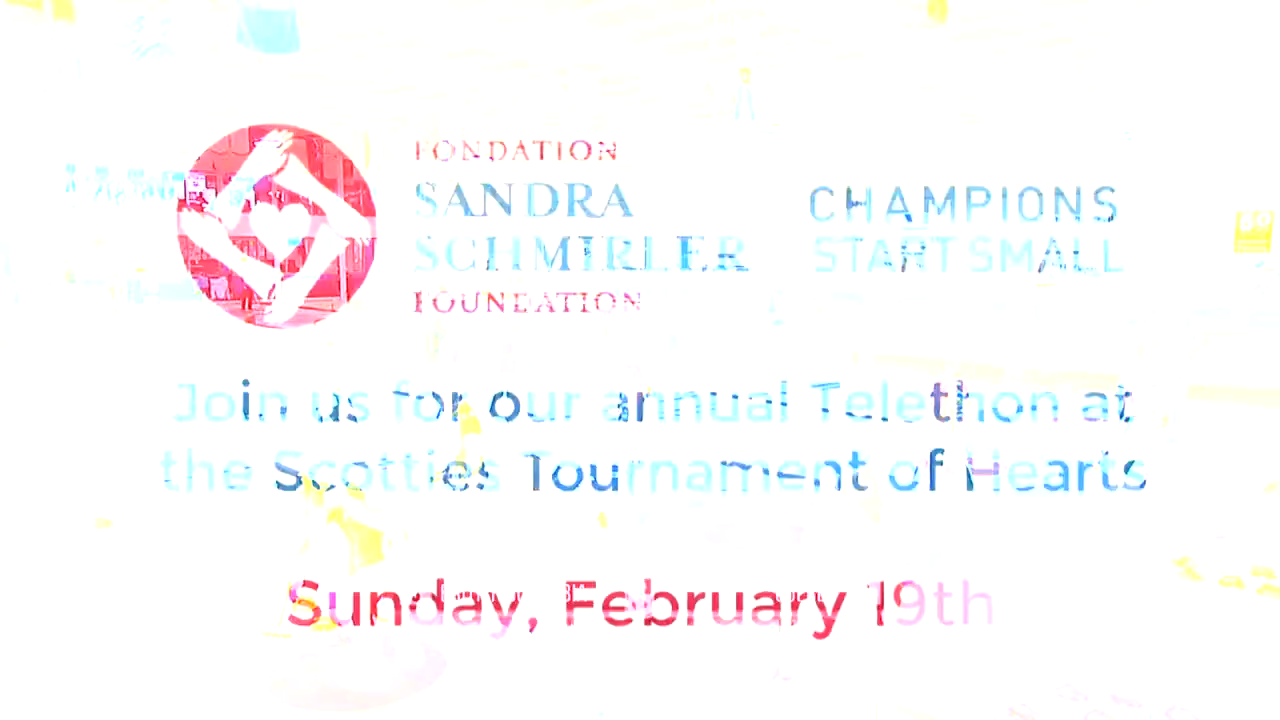 FONDATION
SANDRA
SCHMIRLER
FOUNDATION
CHAMPIONS
START SMALL
Join us for our annual Telethon at
the Scotties Tournament of Hearts
Sunday, February 19th